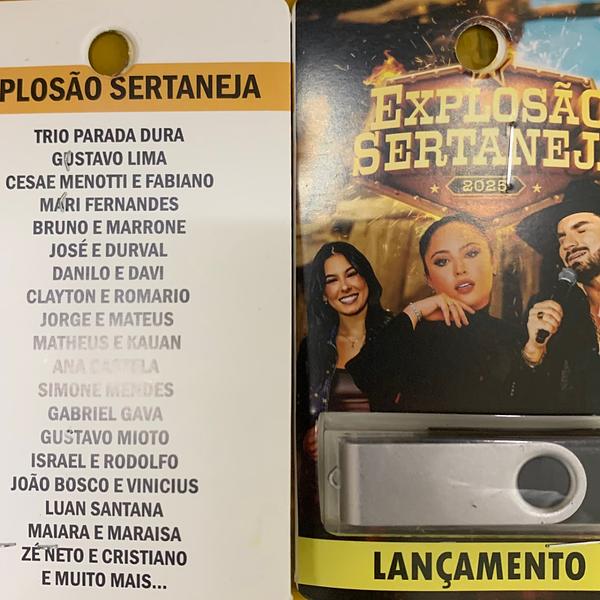 PLOSÃO SERTANEJA
TRIO PARADA DURA
GUSTAVO LIMA
CESAE MENOTTI E FABIANO
MARI FERNANDES
BRUNO E MARRONE
JOSÉ E DURVAL
DANILO E DAVI
CLAYTON E ROMARIO
JORGE E MATEUS
MATHEUS E KAUAN
ANA CASTELA
SIMONE MENDES
GABRIEL GAVA
GUSTAVO MIOTO
ISRAEL E RODOLFO
JOÃO BOSCO E VINICIUS
LUAN SANTANA
MAIARA E MARAISA
ZÉ NETO E CRISTIANO
E MUITO MAIS...
EXPLOSÃO
SERTANEJ
2025
LANÇAMENTO